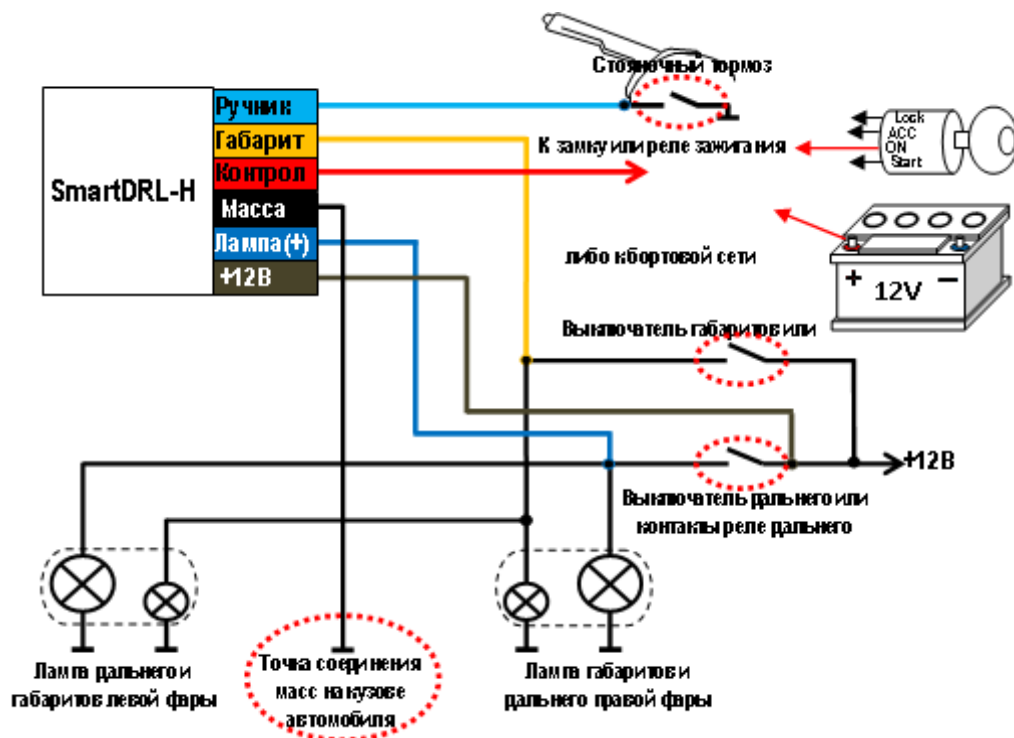 Стояночный тормоз
Ручник
Габарит
Контрол
Масса
Лампа(+)
+12В
SmartDRL-H
К замку или реле зажигания
Lock
ACC
ON
Start
либо к бортовой сети
+ −
12V
Выключатель габаритов или
+12В
Выключатель дальнего или
контакты реле дальнего
Лампа дальнего и
габаритов левой фары
Точка соединения
масс на кузове
автомобиля
Лампа габаритов и
дальнего правой фары